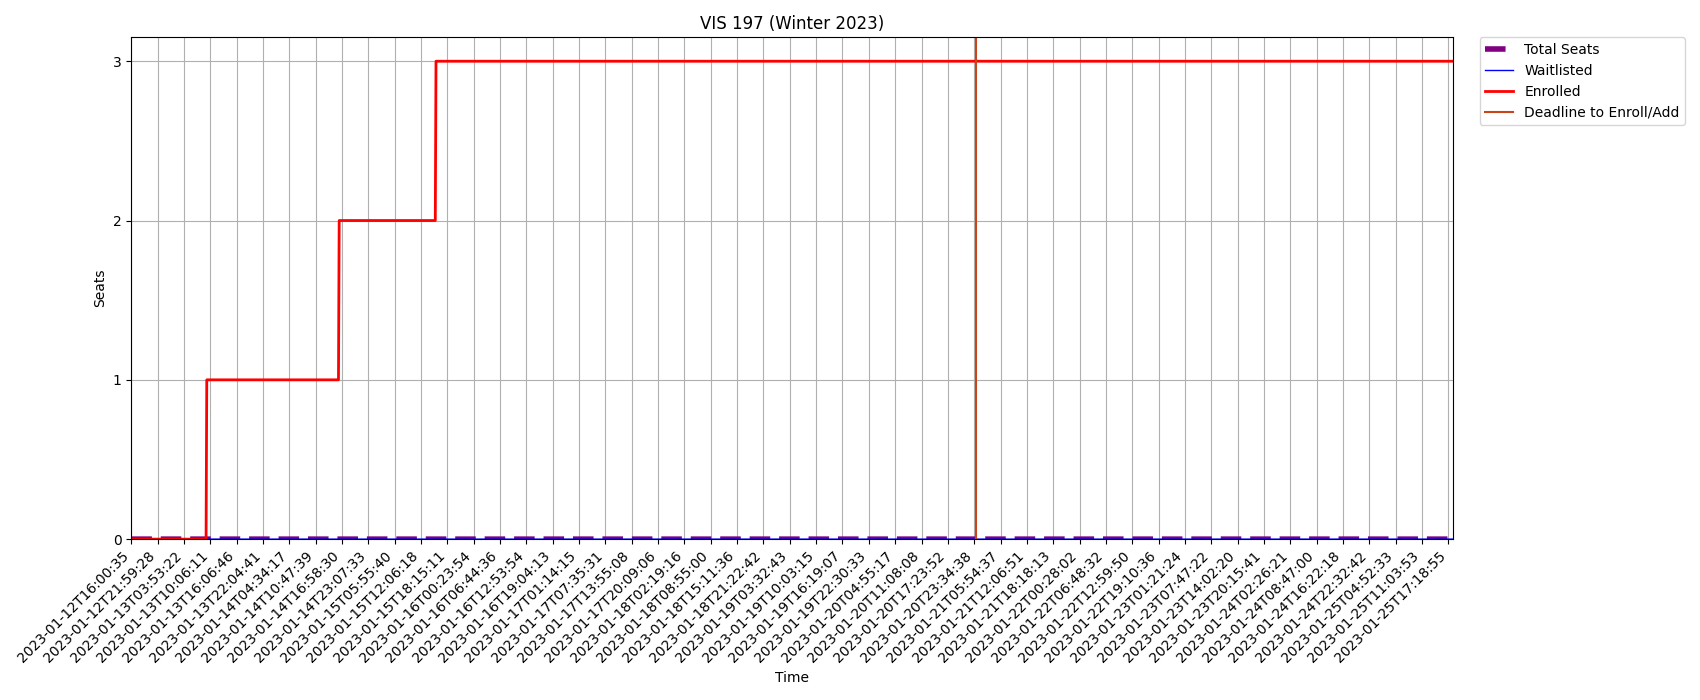 VIS 197 (Winter 2023)
Total Seats
Waitlisted
Enrolled
Deadline to Enroll/Add
Seats
3
2
1
0
2023-01-12T16:00:35
2023-01-12T21:59:28
2023-01-13T03:53:22
2023-01-13T10:06:11
2023-01-13T16:06:46
2023-01-13T22:04:41
2023-01-14T04:34:17
2023-01-14T10:47:39
2023-01-14T16:58:30
2023-01-14T23:07:33
2023-01-15T05:55:40
2023-01-15T12:06:18
2023-01-15T18:15:11
2023-01-16T00:23:54
2023-01-16T06:44:36
2023-01-16T12:53:54
2023-01-16T19:04:13
2023-01-17T01:14:15
2023-01-17T07:35:31
2023-01-17T13:55:08
2023-01-17T20:09:06
2023-01-18T02:19:16
2023-01-18T08:55:00
2023-01-18T15:11:36
2023-01-18T21:22:42
2023-01-19T03:32:43
2023-01-19T10:03:15
2023-01-19T16:19:07
2023-01-19T22:30:33
2023-01-20T04:55:17
2023-01-20T11:08:08
2023-01-20T17:23:52
2023-01-20T23:34:38
2023-01-21T05:54:37
2023-01-21T12:06:51
2023-01-21T18:18:13
2023-01-22T00:28:02
2023-01-22T06:48:32
2023-01-22T12:59:50
2023-01-22T19:10:36
2023-01-23T01:21:24
2023-01-23T07:47:22
2023-01-23T14:02:20
2023-01-23T20:15:41
2023-01-24T02:26:21
2023-01-24T08:47:00
2023-01-24T16:22:18
2023-01-24T22:32:42
2023-01-25T04:52:33
2023-01-25T11:03:53
2023-01-25T17:18:55
Time